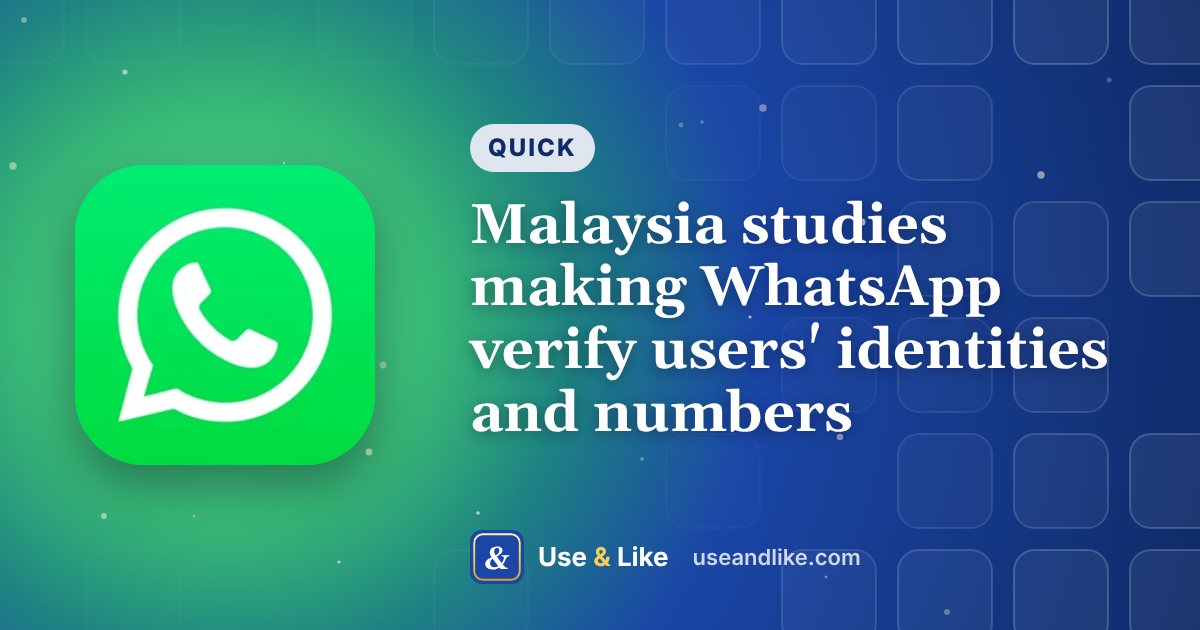 QUICK
Malaysia studies
making WhatsApp
verify users' identities
and numbers
& Use & Like useandlike.com